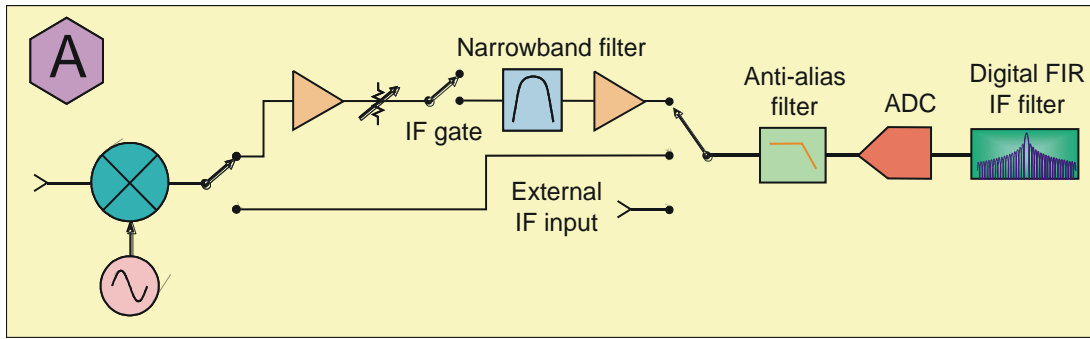 A
Narrowband filter
IF gate
External
IF input
Anti-alias
filter
ADC
Digital FIR
IF filter